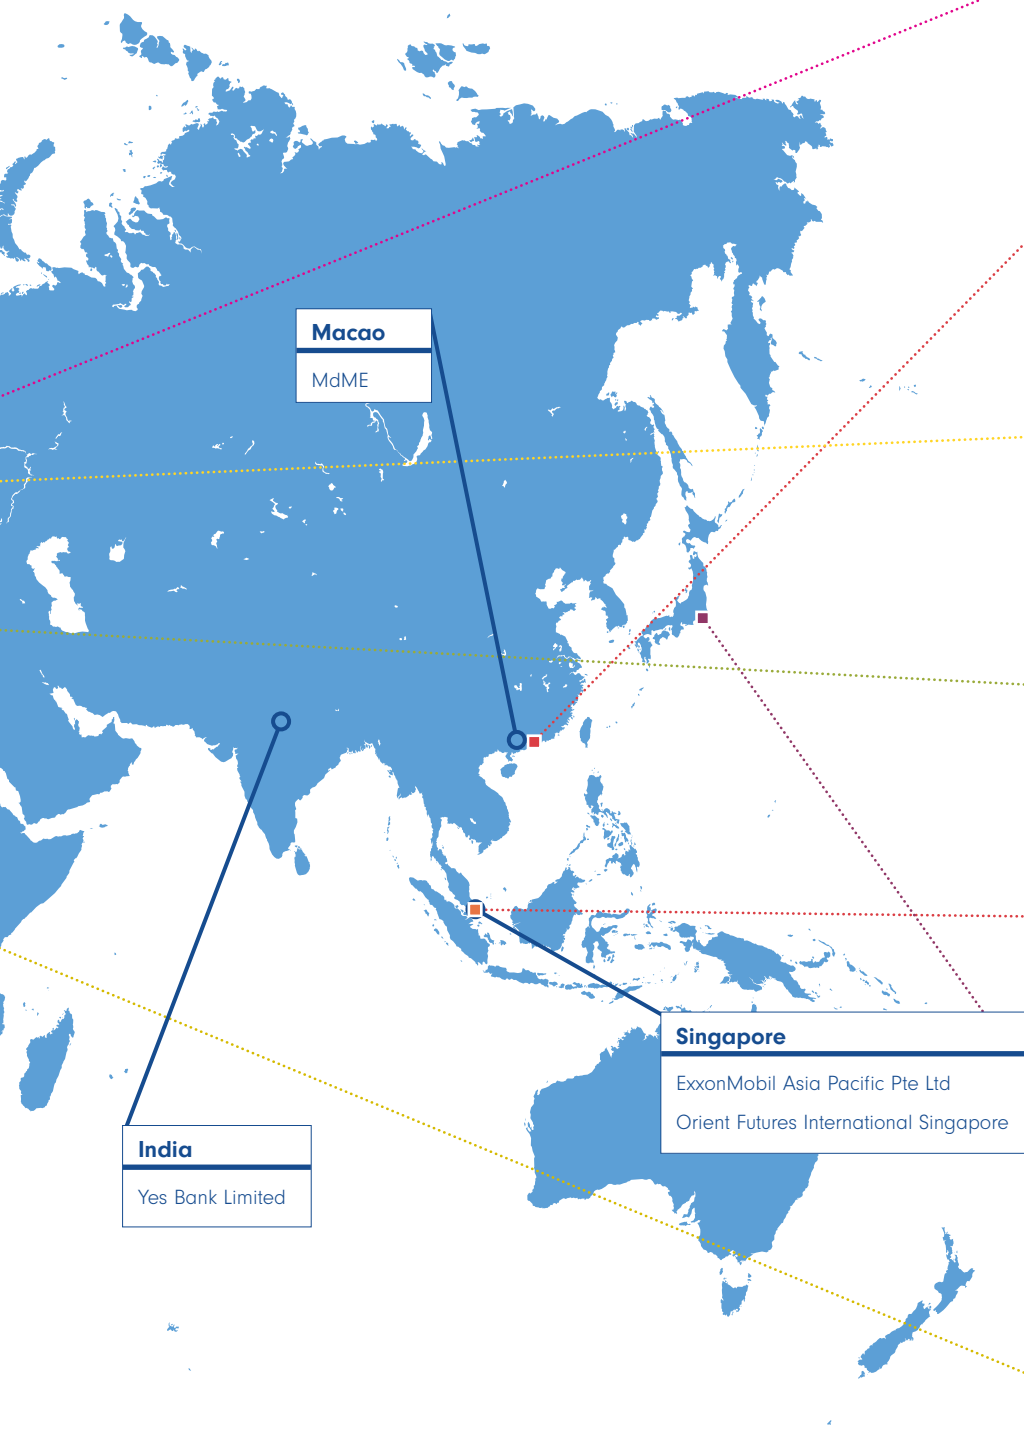 Macao
MdME
Singapore
ExxonMobil Asia Pacific Pte Ltd
Orient Futures International Singapore
India
Yes Bank Limited